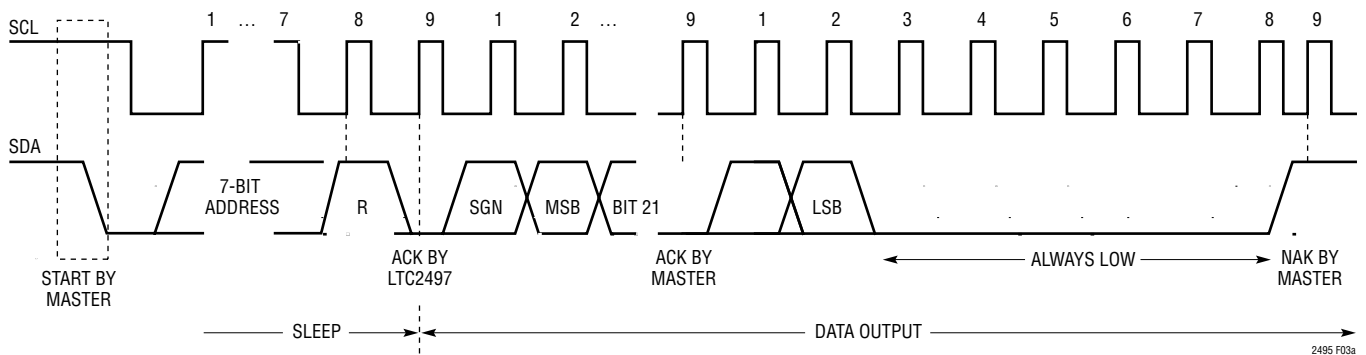 SCL
1 ... 7 8 9 1 2 ... 9 1 2 3 4 5 6 7 8 9
SDA
7-BIT
ADDRESS
R
SGN
MSB
BIT 21
LSB
START BY
MASTER
ACK BY
LTC2497
ACK BY
MASTER
ALWAYS LOW
NAK BY
MASTER
SLEEP
DATA OUTPUT
2495 F03a